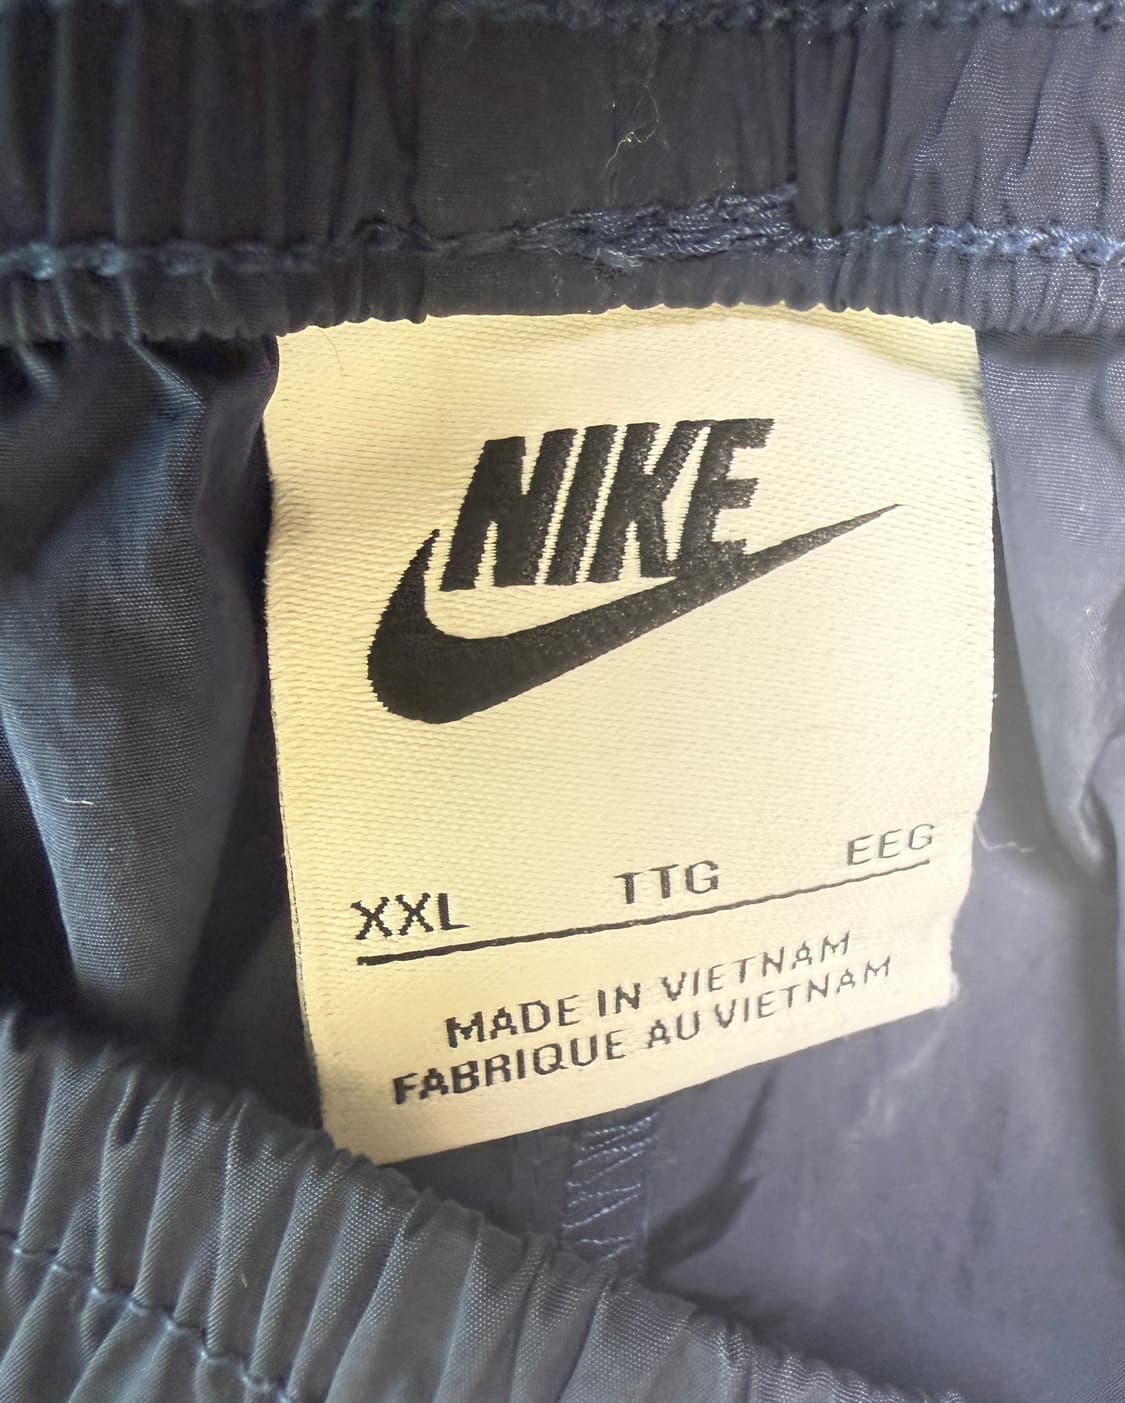 NIKE
XXL TTG EEG
MADE IN VIETNAM
FABRIQUE AU VIETNAM